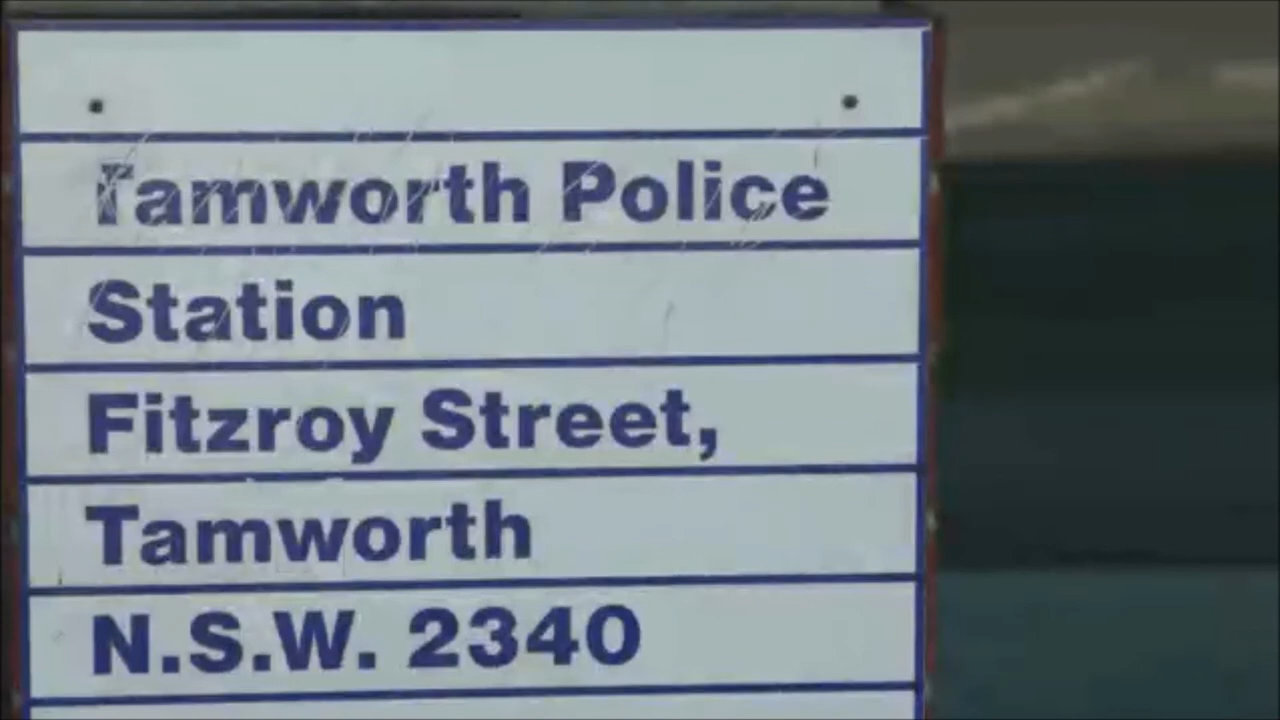 Tamworth Police
Station
Fitzroy Street,
Tamworth
N.S.W. 2340